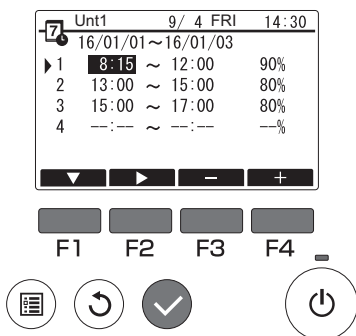 7 Unt1 9/ 4 FRI 14:30
16/01/01~16/01/03
1 8:15 ~ 12:00 90%
2 13:00 ~ 15:00 80%
3 15:00 ~ 17:00 80%
4 --:-- ~ --:-- --%
− +
F1 F2 F3 F4